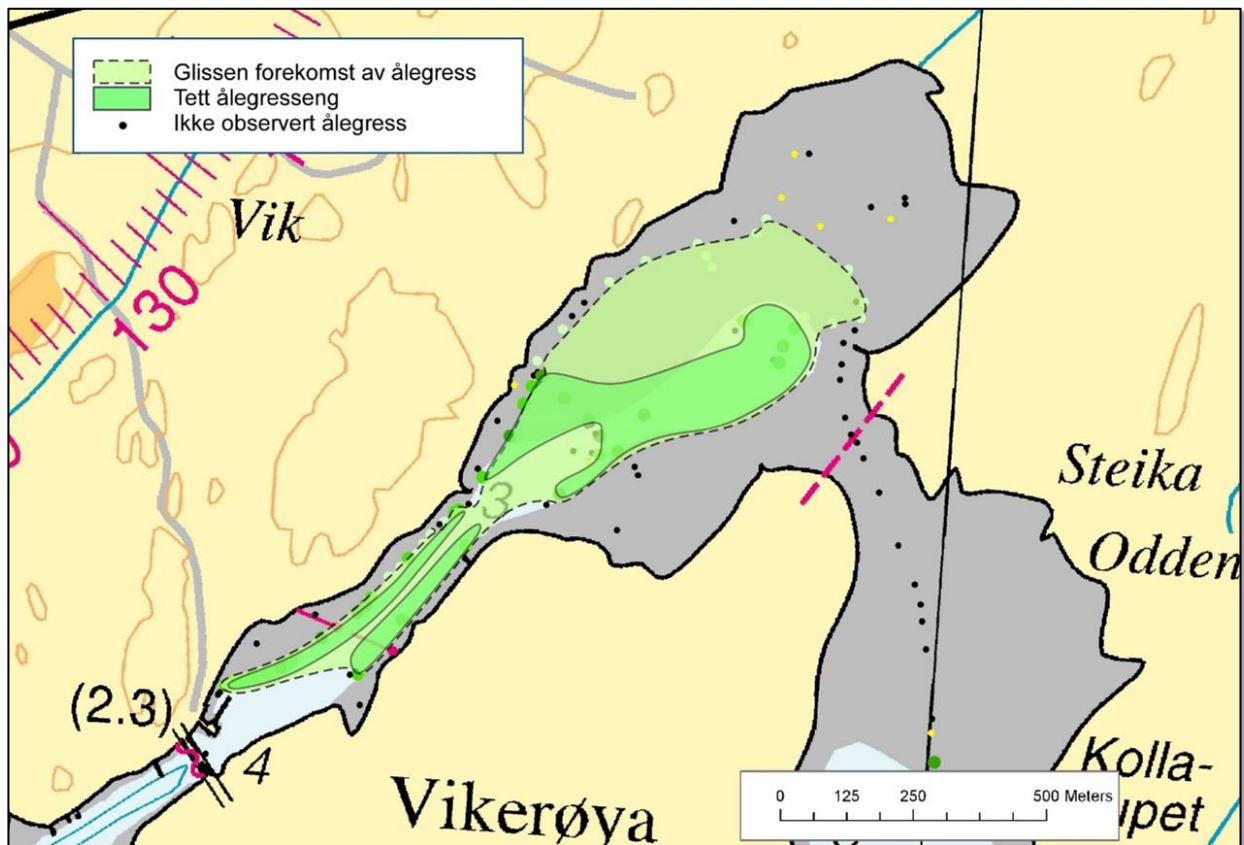 Glissen forekomst av ålegress
Tett ålegresseng
Ikke observert ålegress
Vik
130
3
Steika
Odden
(2.3)
4
Vikerøya
Kolla-
0 125 250 500 Meters